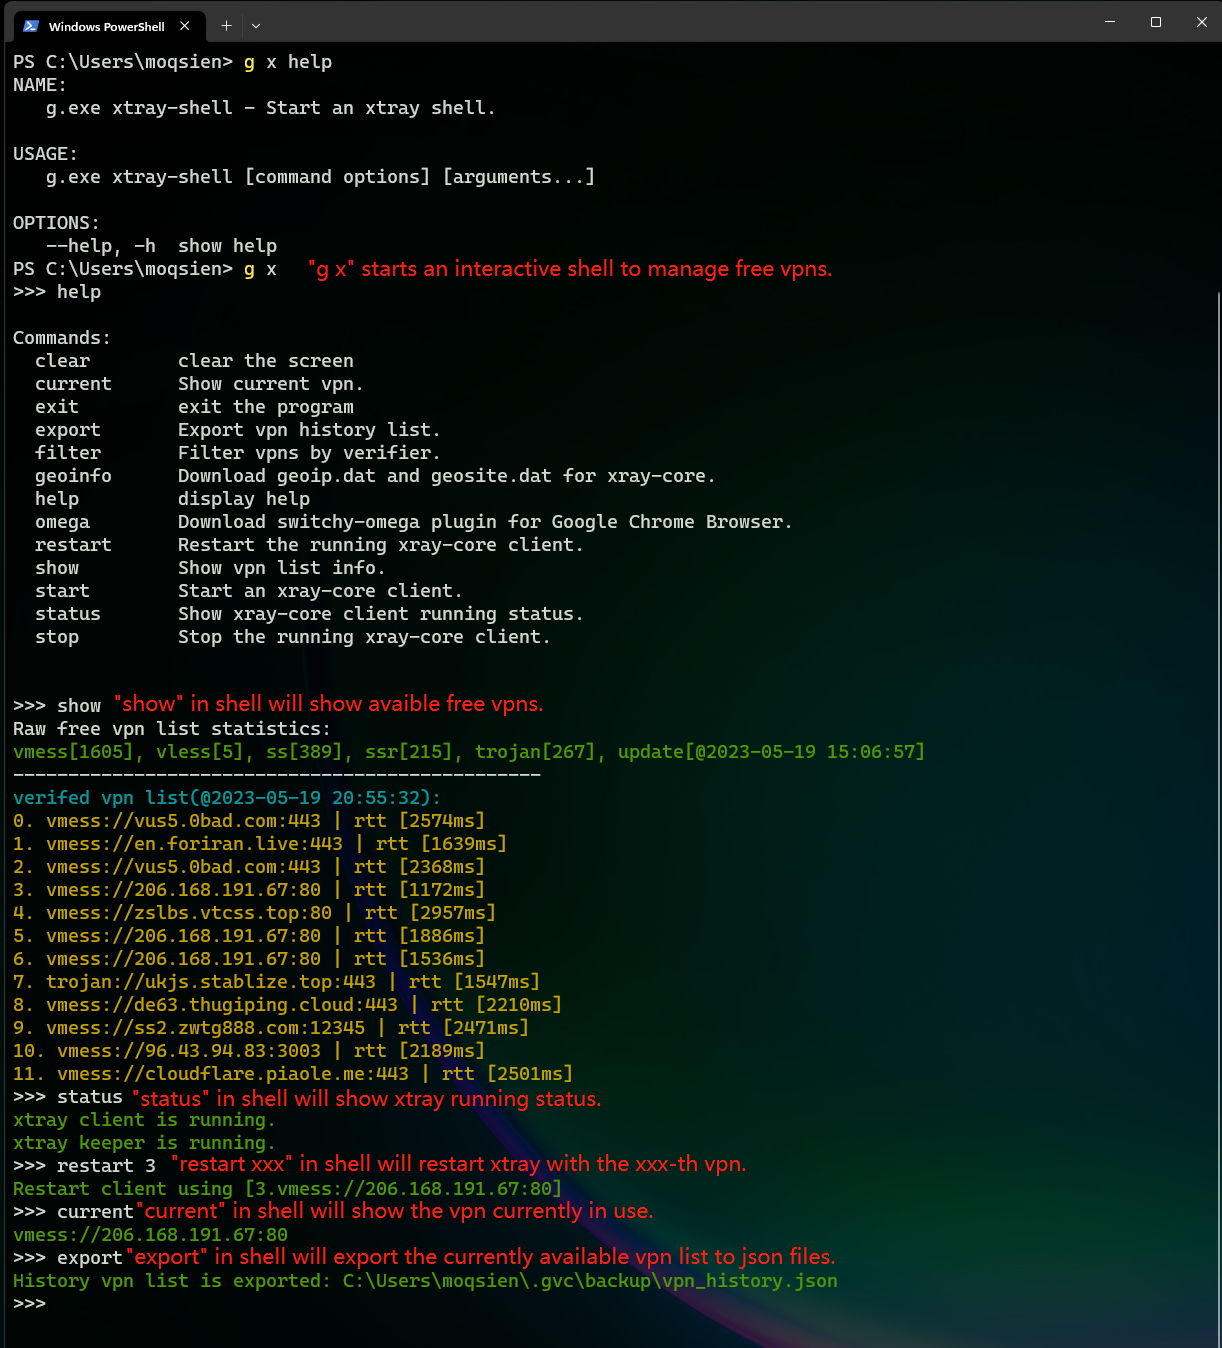 Windows PowerShell
PS C:\Users\moqsien> g x help
NAME:
g.exe xtray-shell - Start an xtray shell.
USAGE:
g.exe xtray-shell [command options] [arguments...]
OPTIONS:
--help, -h  show help
PS C:\Users\moqsien> g x "g x" starts an interactive shell to manage free vpns.
>>> help
Commands:
clear        clear the screen
current      Show current vpn.
exit         exit the program
export       Export vpn history list.
filter       Filter vpns by verifier.
geoinfo      Download geoip.dat and geosite.dat for xray-core.
help         display help
omega        Download switchy-omega plugin for Google Chrome Browser.
restart      Restart the running xray-core client.
show         Show vpn list info.
start        Start an xray-core client.
status       Show xray-core client running status.
stop         Stop the running xray-core client.
>>> show "show" in shell will show avaible free vpns.
Raw free vpn list statistics:
vmess[1605], vless[5], ss[389], ssr[215], trojan[267], update[@2023-05-19 15:06:57]
------------------------------------------------
verifed vpn list(@2023-05-19 20:55:32):
0. vmess://vus5.0bad.com:443 | rtt [2574ms]
1. vmess://en.foriran.live:443 | rtt [1639ms]
2. vmess://vus5.0bad.com:443 | rtt [2368ms]
3. vmess://206.168.191.67:80 | rtt [1172ms]
4. vmess://zslbs.vtcss.top:80 | rtt [2957ms]
5. vmess://206.168.191.67:80 | rtt [1886ms]
6. vmess://206.168.191.67:80 | rtt [1536ms]
7. trojan://ukjs.stablize.top:443 | rtt [1547ms]
8. vmess://de63.thugiping.cloud:443 | rtt [2210ms]
9. vmess://ss2.zwtg888.com:12345 | rtt [2471ms]
10. vmess://96.43.94.83:3003 | rtt [2189ms]
11. vmess://cloudflare.piaole.me:443 | rtt [2501ms]
>>> status "status" in shell will show xtray running status.
xtray client is running.
xtray keeper is running.
>>> restart 3 "restart xxx" in shell will restart xtray with the xxx-th vpn.
Restart client using [3.vmess://206.168.191.67:80]
>>> current "current" in shell will show the vpn currently in use.
vmess://206.168.191.67:80
>>> export "export" in shell will export the currently available vpn list to json files.
History vpn list is exported: C:\Users\moqsien\.gvc\backup\vpn_history.json
>>>